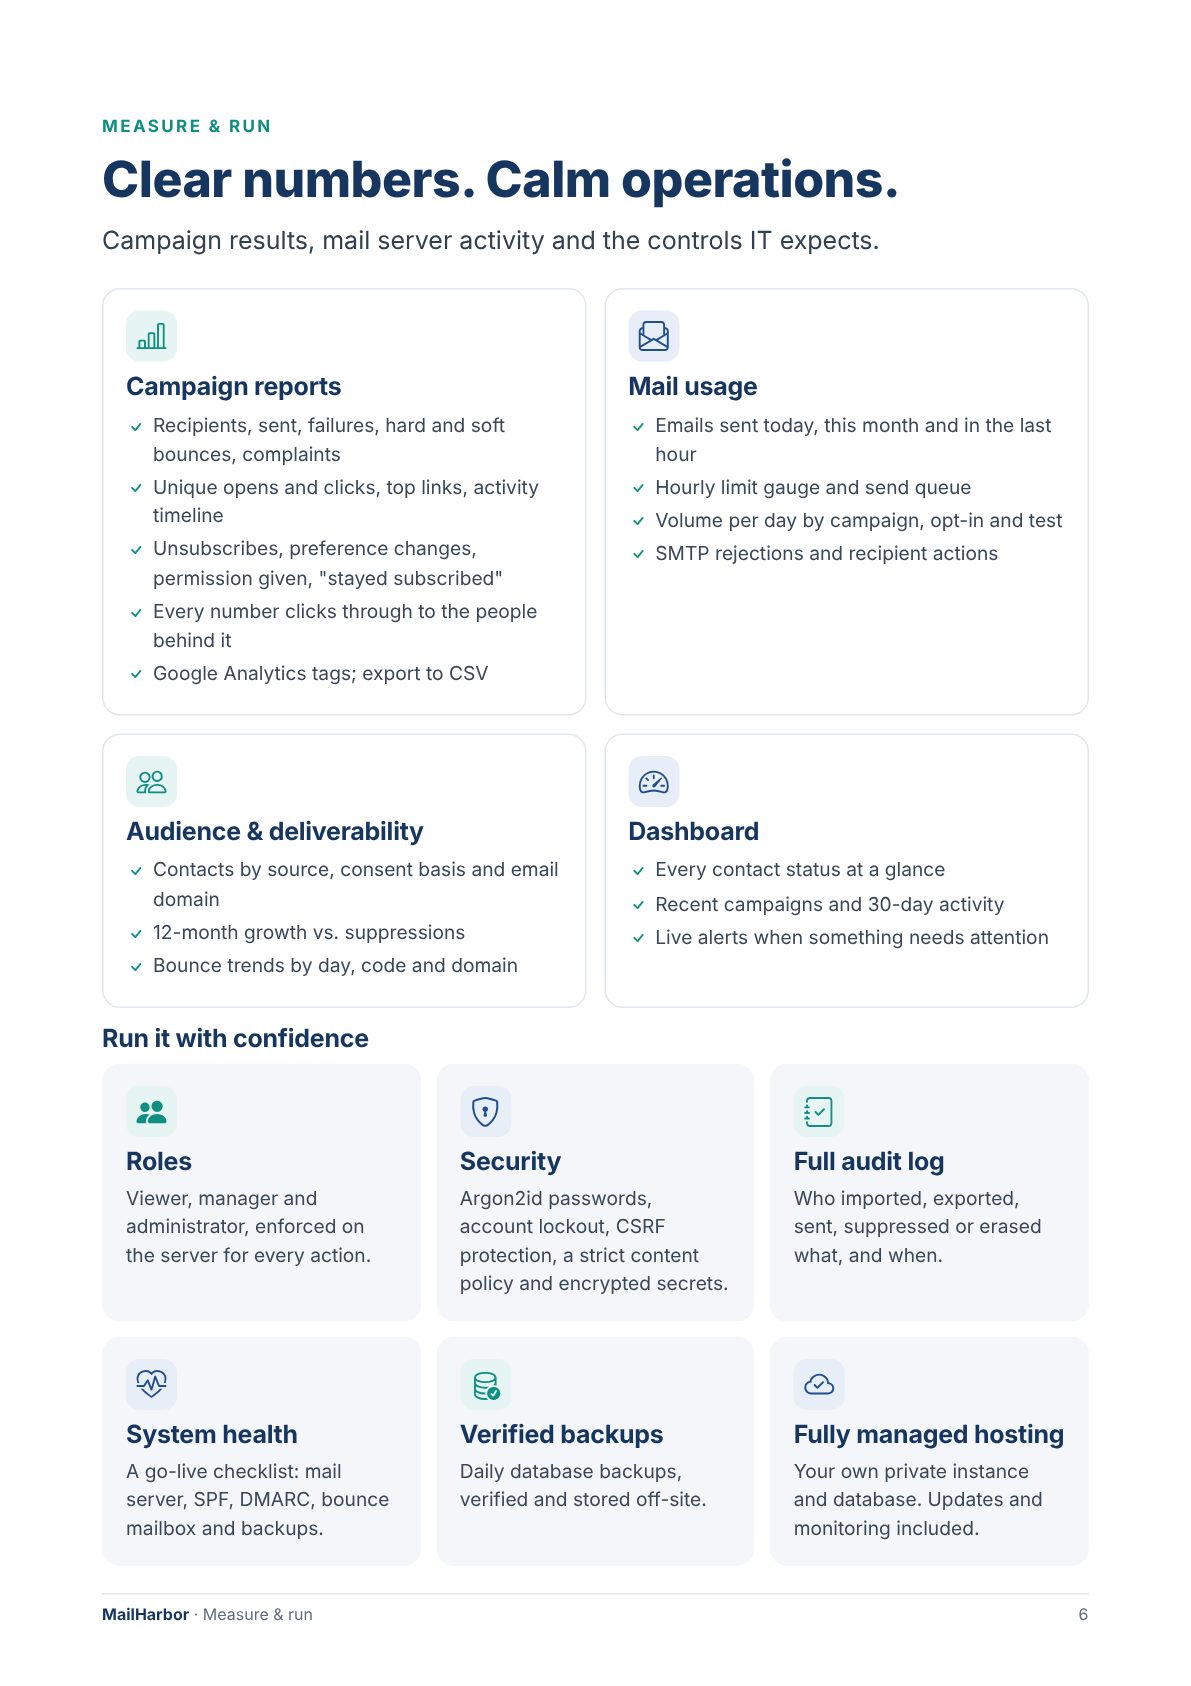 MEASURE & RUN
Clear numbers. Calm operations.
Campaign results, mail server activity and the controls IT expects.
Campaign reports
Recipients, sent, failures, hard and soft
bounces, complaints
Unique opens and clicks, top links, activity
timeline
Unsubscribes, preference changes,
permission given, "stayed subscribed"
Every number clicks through to the people
behind it
Google Analytics tags; export to CSV
Mail usage
Emails sent today, this month and in the last
hour
Hourly limit gauge and send queue
Volume per day by campaign, opt-in and test
SMTP rejections and recipient actions
Audience & deliverability
Contacts by source, consent basis and email
domain
12-month growth vs. suppressions
Bounce trends by day, code and domain
Dashboard
Every contact status at a glance
Recent campaigns and 30-day activity
Live alerts when something needs attention
Run it with confidence
Roles
Viewer, manager and
administrator, enforced on
the server for every action.
Security
Argon2id passwords,
account lockout, CSRF
protection, a strict content
policy and encrypted secrets.
Full audit log
Who imported, exported,
sent, suppressed or erased
what, and when.
System health
A go-live checklist: mail
server, SPF, DMARC, bounce
mailbox and backups.
Verified backups
Daily database backups,
verified and stored off-site.
Fully managed hosting
Your own private instance
and database. Updates and
monitoring included.
MailHarbor · Measure & run
6